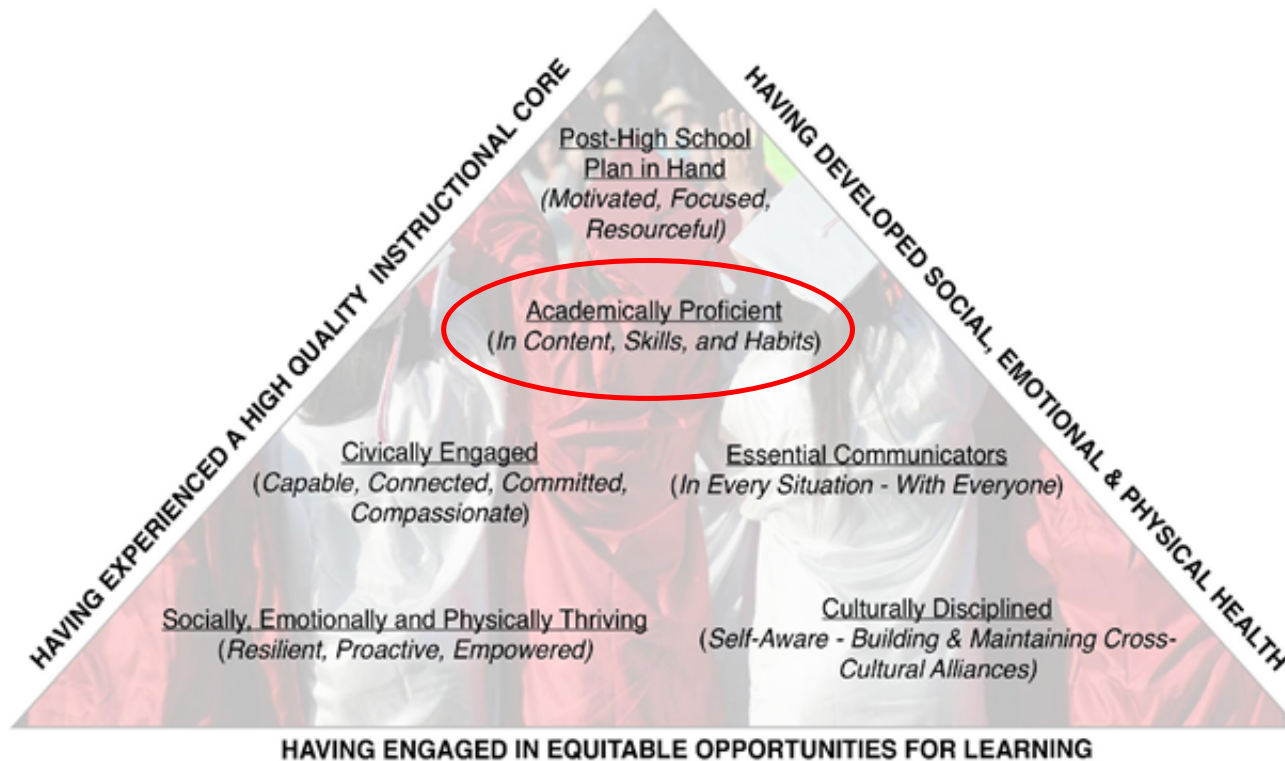 HAVING EXPERIENCED A HIGH QUALITY INSTRUCTIONAL CORE
HAVING DEVELOPED SOCIAL, EMOTIONAL & PHYSICAL HEALTH
Post-High School
Plan in Hand
(Motivated, Focused,
Resourceful)
Academically Proficient
(In Content, Skills, and Habits)
Civically Engaged
(Capable, Connected, Committed,
Compassionate)
Essential Communicators
(In Every Situation - With Everyone)
Socially, Emotionally and Physically Thriving
(Resilient, Proactive, Empowered)
Culturally Disciplined
(Self-Aware - Building & Maintaining Cross-
Cultural Alliances)
HAVING ENGAGED IN EQUITABLE OPPORTUNITIES FOR LEARNING